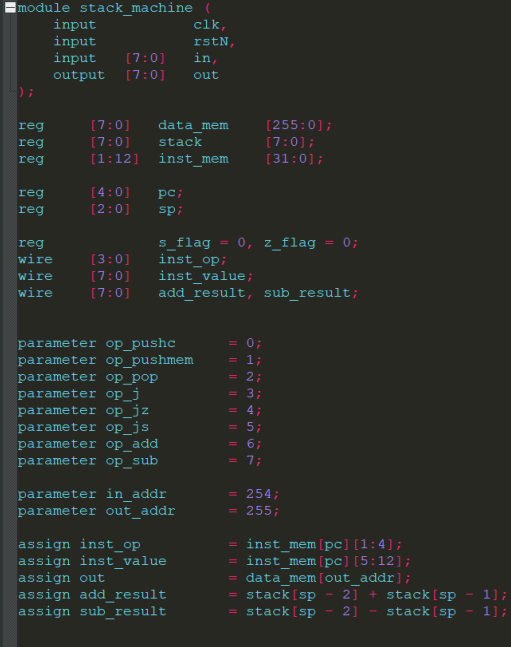 module stack_machine (
input clk,
input rstN,
input [7:0] in,
output [7:0] out
);
reg [7:0] data_mem [255:0];
reg [7:0] stack [7:0];
reg [1:12] inst_mem [31:0];
reg [4:0] pc;
reg [2:0] sp;
reg s_flag = 0, z_flag = 0;
wire [3:0] inst_op;
wire [7:0] inst_value;
wire [7:0] add_result, sub_result;
parameter op_pushc = 0;
parameter op_pushmem = 1;
parameter op_pop = 2;
parameter op_j = 3;
parameter op_jz = 4;
parameter op_js = 5;
parameter op_add = 6;
parameter op_sub = 7;
parameter in_addr = 254;
parameter out_addr = 255;
assign inst_op = inst_mem[pc][1:4];
assign inst_value = inst_mem[pc][5:12];
assign out = data_mem[out_addr];
assign add_result = stack[sp - 2] + stack[sp - 1];
assign sub_result = stack[sp - 2] - stack[sp - 1];